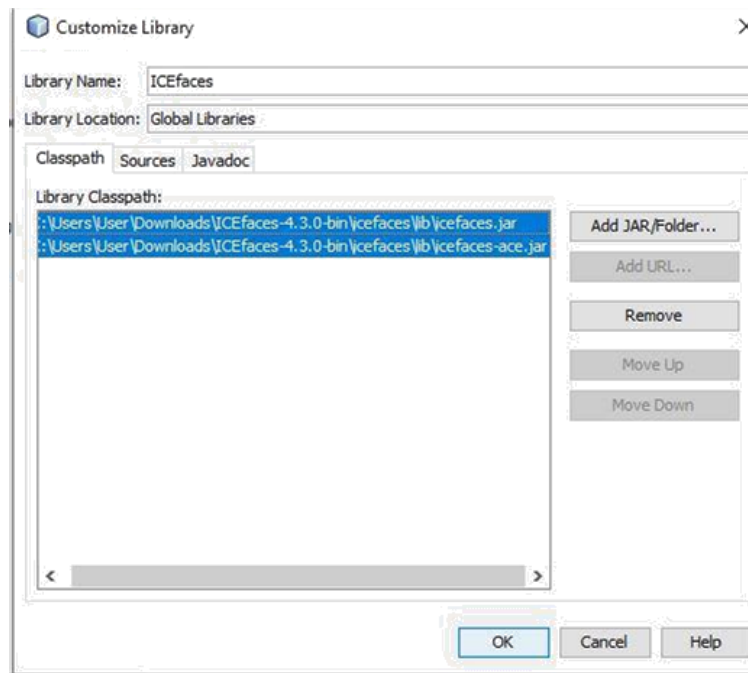 Customize Library
Library Name: ICEfaces
Library Location: Global Libraries
Classpath Sources Javadoc
Library Classpath:
:\Users\User\Downloads\ICEfaces-4.3.0-bin\icefaces\lib\icefaces.jar
:\Users\User\Downloads\ICEfaces-4.3.0-bin\icefaces\lib\icefaces-ace.jar
Add JAR/Folder...
Add URL...
Remove
Move Up
Move Down
OK Cancel Help